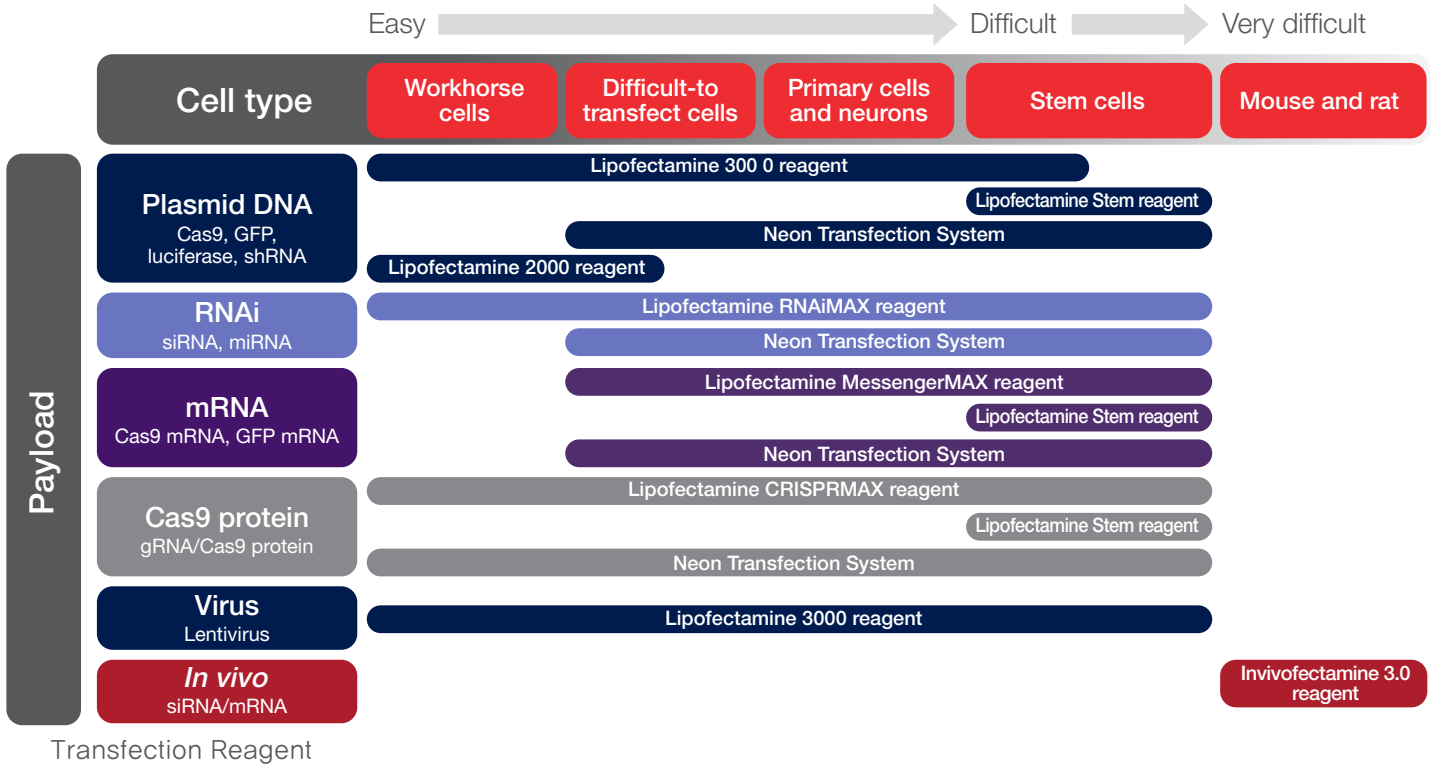 Easy
Difficult
Very difficult
Cell type
Workhorse
cells
Difficult-to
transfect cells
Primary cells
and neurons
Stem cells
Mouse and rat
Payload
Plasmid DNA
Cas9, GFP,
luciferase, shRNA
Lipofectamine 300 0 reagent
Lipofectamine Stem reagent
Neon Transfection System
Lipofectamine 2000 reagent
RNAi
siRNA, miRNA
Lipofectamine RNAiMAX reagent
Neon Transfection System
mRNA
Cas9 mRNA, GFP mRNA
Lipofectamine MessengerMAX reagent
Lipofectamine Stem reagent
Neon Transfection System
Cas9 protein
gRNA/Cas9 protein
Lipofectamine CRISPRMAX reagent
Lipofectamine Stem reagent
Neon Transfection System
Virus
Lentivirus
Lipofectamine 3000 reagent
In vivo
siRNA/mRNA
Invivofectamine 3.0
reagent
Transfection Reagent